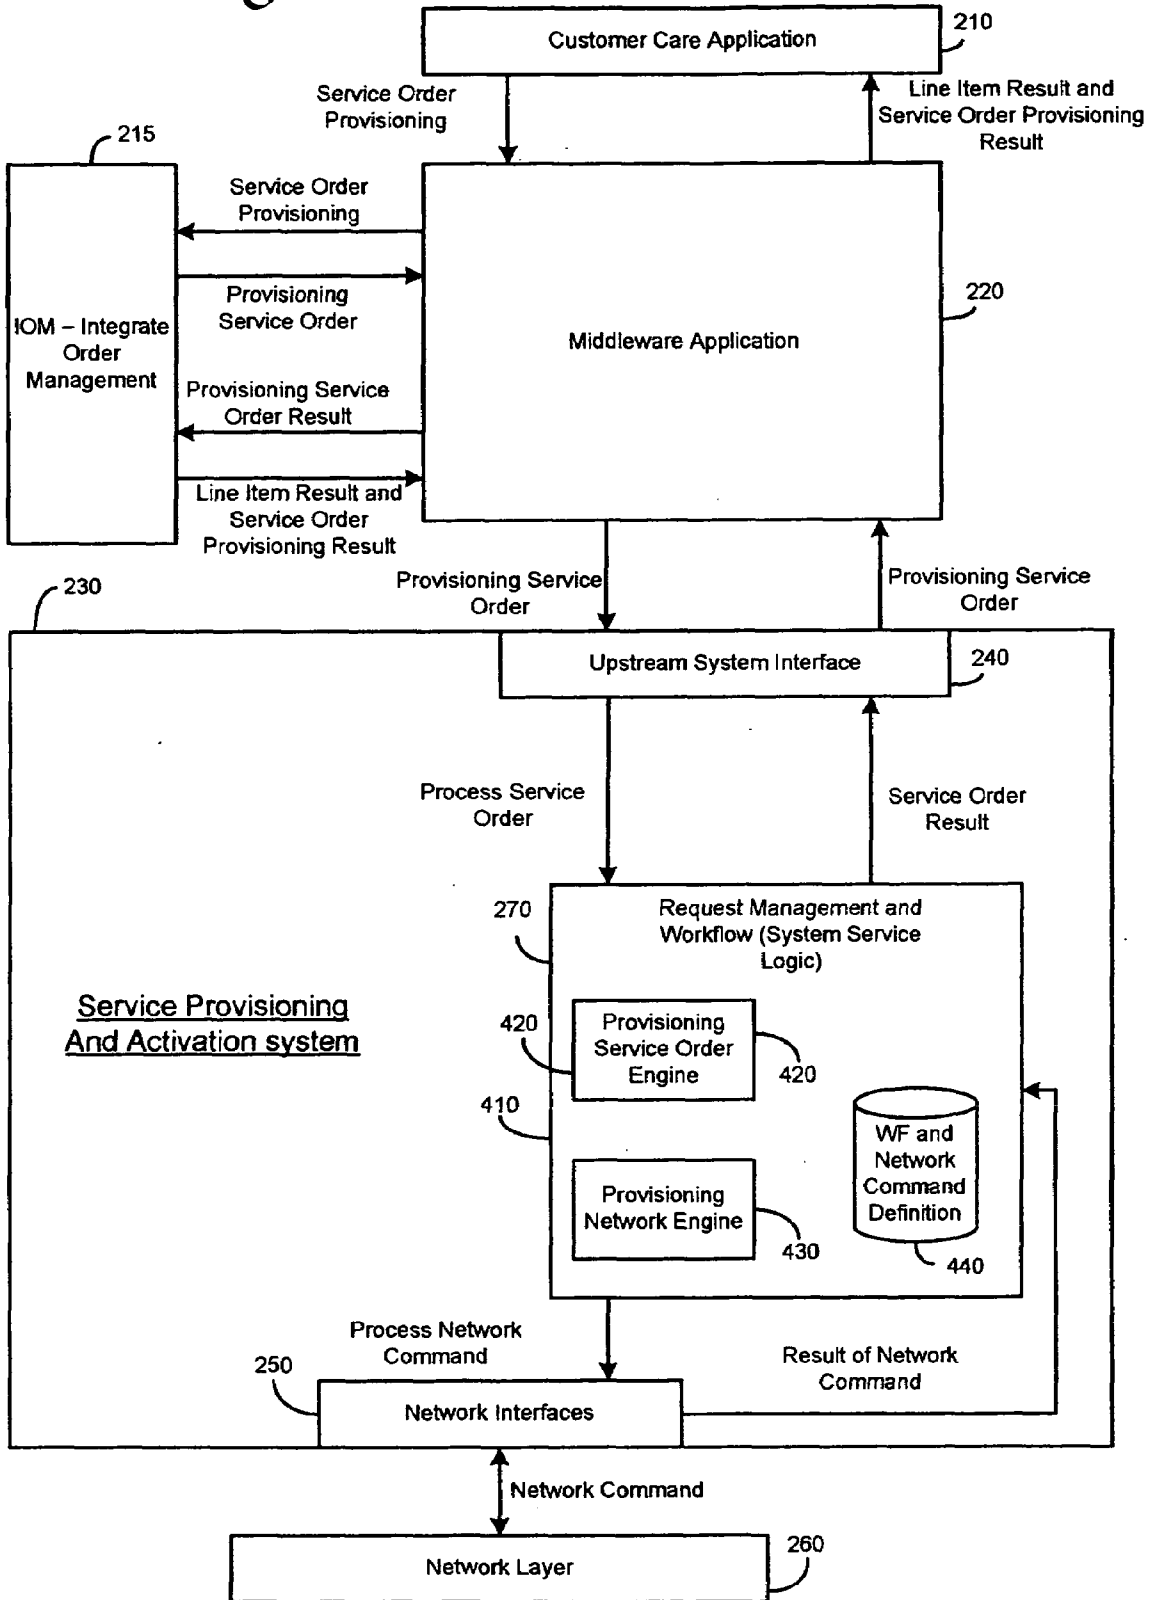 210
Customer Care Application
Service Order
Provisioning
Line Item Result and
Service Order Provisioning
Result
215
Service Order
Provisioning
Provisioning
Service Order
220
IOM – Integrate
Order
Management
Middleware Application
Provisioning Service
Order Result
Line Item Result and
Service Order
Provisioning Result
230
Provisioning Service
Order
Provisioning Service
Order
Upstream System Interface
240
Process Service
Order
Service Order
Result
270
Request Management and
Workflow (System Service
Logic)
Service Provisioning
And Activation system
420
Provisioning
Service Order
Engine
420
410
WF and
Network
Command
Definition
Provisioning
Network Engine
430
440
Process Network
Command
Result of Network
Command
250
Network Interfaces
Network Command
260
Network Layer